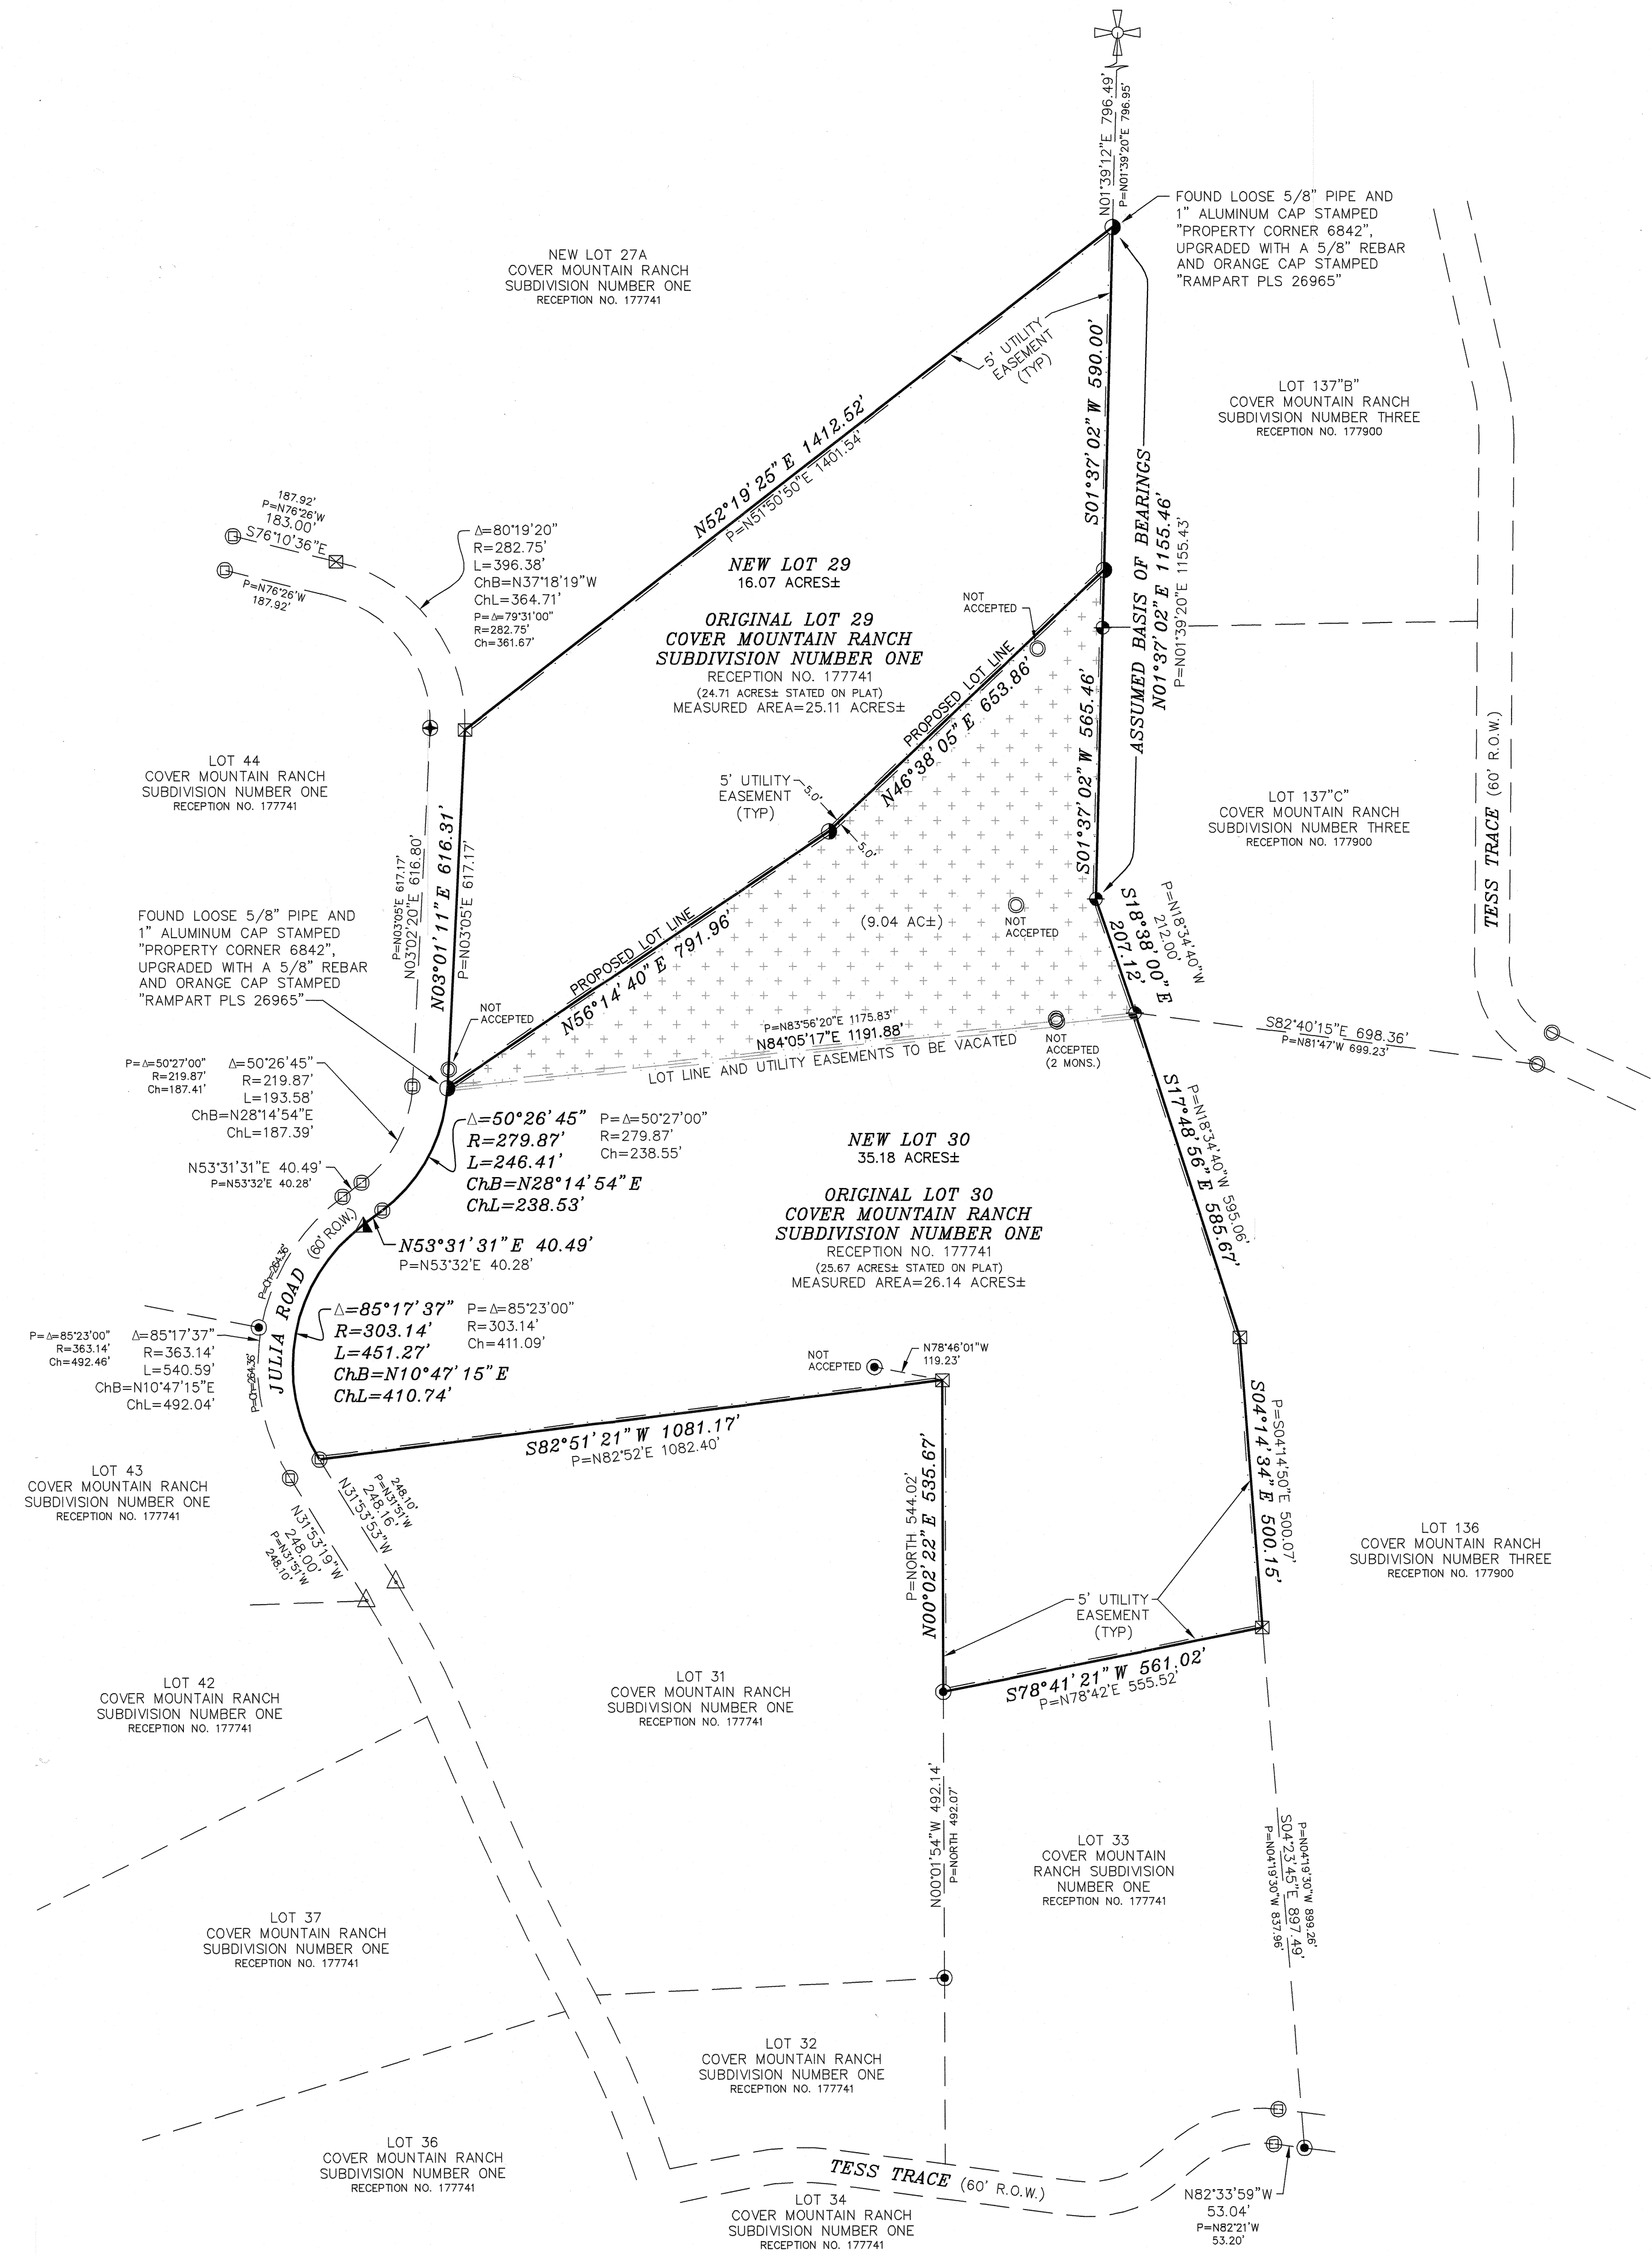 N01°39'12"E 796.49'
P=N01°39'20"E 796.95'
FOUND LOOSE 5/8" PIPE AND
1" ALUMINUM CAP STAMPED
"PROPERTY CORNER 6842",
UPGRADED WITH A 5/8" REBAR
AND ORANGE CAP STAMPED
"RAMPART PLS 26965"
NEW LOT 27A
COVER MOUNTAIN RANCH
SUBDIVISION NUMBER ONE
RECEPTION NO. 177741
5' UTILITY
EASEMENT
(TYP)
S01°37'02"W 590.00'
LOT 137"B"
COVER MOUNTAIN RANCH
SUBDIVISION NUMBER THREE
RECEPTION NO. 177900
N52°19'25"E 1412.52'
P=N51°50'50"E 1401.54'
ASSUMED BASIS OF BEARINGS
N01°37'02"E 1155.46'
P=N01°39'20"E 1155.43'
187.92'
P=N76°26'W
183.00'
S76°10'36"E
P=N76°26'W
187.92'
Δ=80°19'20"
R=282.75'
L=396.38'
ChB=N37°18'19"W
ChL=364.71'
P=Δ=79°31'00"
R=282.75'
Ch=361.67'
NEW LOT 29
16.07 ACRES±
ORIGINAL LOT 29
COVER MOUNTAIN RANCH
SUBDIVISION NUMBER ONE
RECEPTION NO. 177741
(24.71 ACRES± STATED ON PLAT)
MEASURED AREA=25.11 ACRES±
NOT
ACCEPTED
PROPOSED LOT LINE
N46°38'05"E 653.86'
S01°37'02"W 565.46'
TESS TRACE (60' R.O.W.)
LOT 44
COVER MOUNTAIN RANCH
SUBDIVISION NUMBER ONE
RECEPTION NO. 177741
5' UTILITY
EASEMENT
(TYP)
5.0'
5.0'
LOT 137"C"
COVER MOUNTAIN RANCH
SUBDIVISION NUMBER THREE
RECEPTION NO. 177900
P=N03°05'E 617.17'
N03°02'20"E 616.80'
N03°01'11"E 616.31'
P=N03°05'E 617.17'
FOUND LOOSE 5/8" PIPE AND
1" ALUMINUM CAP STAMPED
"PROPERTY CORNER 6842",
UPGRADED WITH A 5/8" REBAR
AND ORANGE CAP STAMPED
"RAMPART PLS 26965"
PROPOSED LOT LINE
N56°14'40"E 791.96'
(9.04 AC±)
NOT
ACCEPTED
P=N18°34'40"W
212.00'
S18°38'00"E
207.12'
NOT
ACCEPTED
P=N83°56'20"E 1175.83'
N84°05'17"E 1191.88'
LOT LINE AND UTILITY EASEMENTS TO BE VACATED
NOT
ACCEPTED
(2 MONS.)
S82°40'15"E 698.36'
P=N81°47'W 699.23'
P=Δ=50°27'00"
R=219.87'
Ch=187.41'
Δ=50°26'45"
R=219.87'
L=193.58'
ChB=N28°14'54"E
ChL=187.39'
Δ=50°26'45"
R=279.87'
L=246.41'
ChB=N28°14'54"E
ChL=238.53'
P=Δ=50°27'00"
R=279.87'
Ch=238.55'
P=N18°34'40"W 595.06'
S17°48'56"E 585.67'
N53°31'31"E 40.49'
P=N53°32'E 40.28'
NEW LOT 30
35.18 ACRES±
ORIGINAL LOT 30
COVER MOUNTAIN RANCH
SUBDIVISION NUMBER ONE
RECEPTION NO. 177741
(25.67 ACRES± STATED ON PLAT)
MEASURED AREA=26.14 ACRES±
N53°31'31"E 40.49'
P=N53°32'E 40.28'
JULIA ROAD (60' R.O.W.)
P=Ch=264.36'
P=Ch=264.36'
P=Δ=85°23'00"
R=363.14'
Ch=492.46'
Δ=85°17'37"
R=363.14'
L=540.59'
ChB=N10°47'15"E
ChL=492.04'
Δ=85°17'37"
R=303.14'
L=451.27'
ChB=N10°47'15"E
ChL=410.74'
P=Δ=85°23'00"
R=303.14'
Ch=411.09'
NOT
ACCEPTED
N78°46'01"W
119.23'
S82°51'21"W 1081.17'
P=N82°52'E 1082.40'
P=NORTH 544.02'
N00°02'22"E 535.67'
P=S04°14'50"E 500.07'
S04°14'34"E 500.15'
LOT 43
COVER MOUNTAIN RANCH
SUBDIVISION NUMBER ONE
RECEPTION NO. 177741
248.10'
P=N31°51'W
248.16'
N31°53'53"W
N31°53'19"W
248.00'
P=N31°51'W
248.10'
LOT 136
COVER MOUNTAIN RANCH
SUBDIVISION NUMBER THREE
RECEPTION NO. 177900
5' UTILITY
EASEMENT
(TYP)
S78°41'21"W 561.02'
P=N78°42'E 555.52'
LOT 42
COVER MOUNTAIN RANCH
SUBDIVISION NUMBER ONE
RECEPTION NO. 177741
LOT 31
COVER MOUNTAIN RANCH
SUBDIVISION NUMBER ONE
RECEPTION NO. 177741
N00°01'54"W 492.14'
P=NORTH 492.07'
LOT 33
COVER MOUNTAIN
RANCH SUBDIVISION
NUMBER ONE
RECEPTION NO. 177741
P=N04°19'30"W 899.26'
S04°23'45"E 897.49'
P=N04°19'30"W 837.96'
LOT 37
COVER MOUNTAIN RANCH
SUBDIVISION NUMBER ONE
RECEPTION NO. 177741
LOT 32
COVER MOUNTAIN RANCH
SUBDIVISION NUMBER ONE
RECEPTION NO. 177741
LOT 36
COVER MOUNTAIN RANCH
SUBDIVISION NUMBER ONE
RECEPTION NO. 177741
TESS TRACE (60' R.O.W.)
LOT 34
COVER MOUNTAIN RANCH
SUBDIVISION NUMBER ONE
RECEPTION NO. 177741
N82°33'59"W
53.04'
P=N82°21'W
53.20'